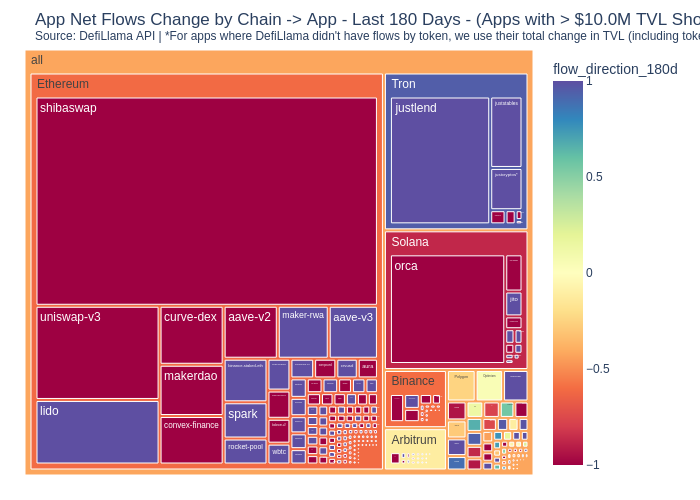 App Net Flows Change by Chain -> App - Last 180 Days - (Apps with > $10.0M TVL Sho
Source: DefiLlama API | *For apps where DefiLlama didn't have flows by token, we use their total change in TVL (including toke
all
Ethereum
shibaswap
uniswap-v3
lido
curve-dex
makerdao
convex-finance
aave-v2
maker-rwa
aave-v3
spark
rocket-pool
wbtc
aura
Tron
justlend
juststables
Solana
orca
jito
Binance
Arbitrum
Polygon
Optimism
flow_direction_180d
1
0.5
0
−0.5
−1